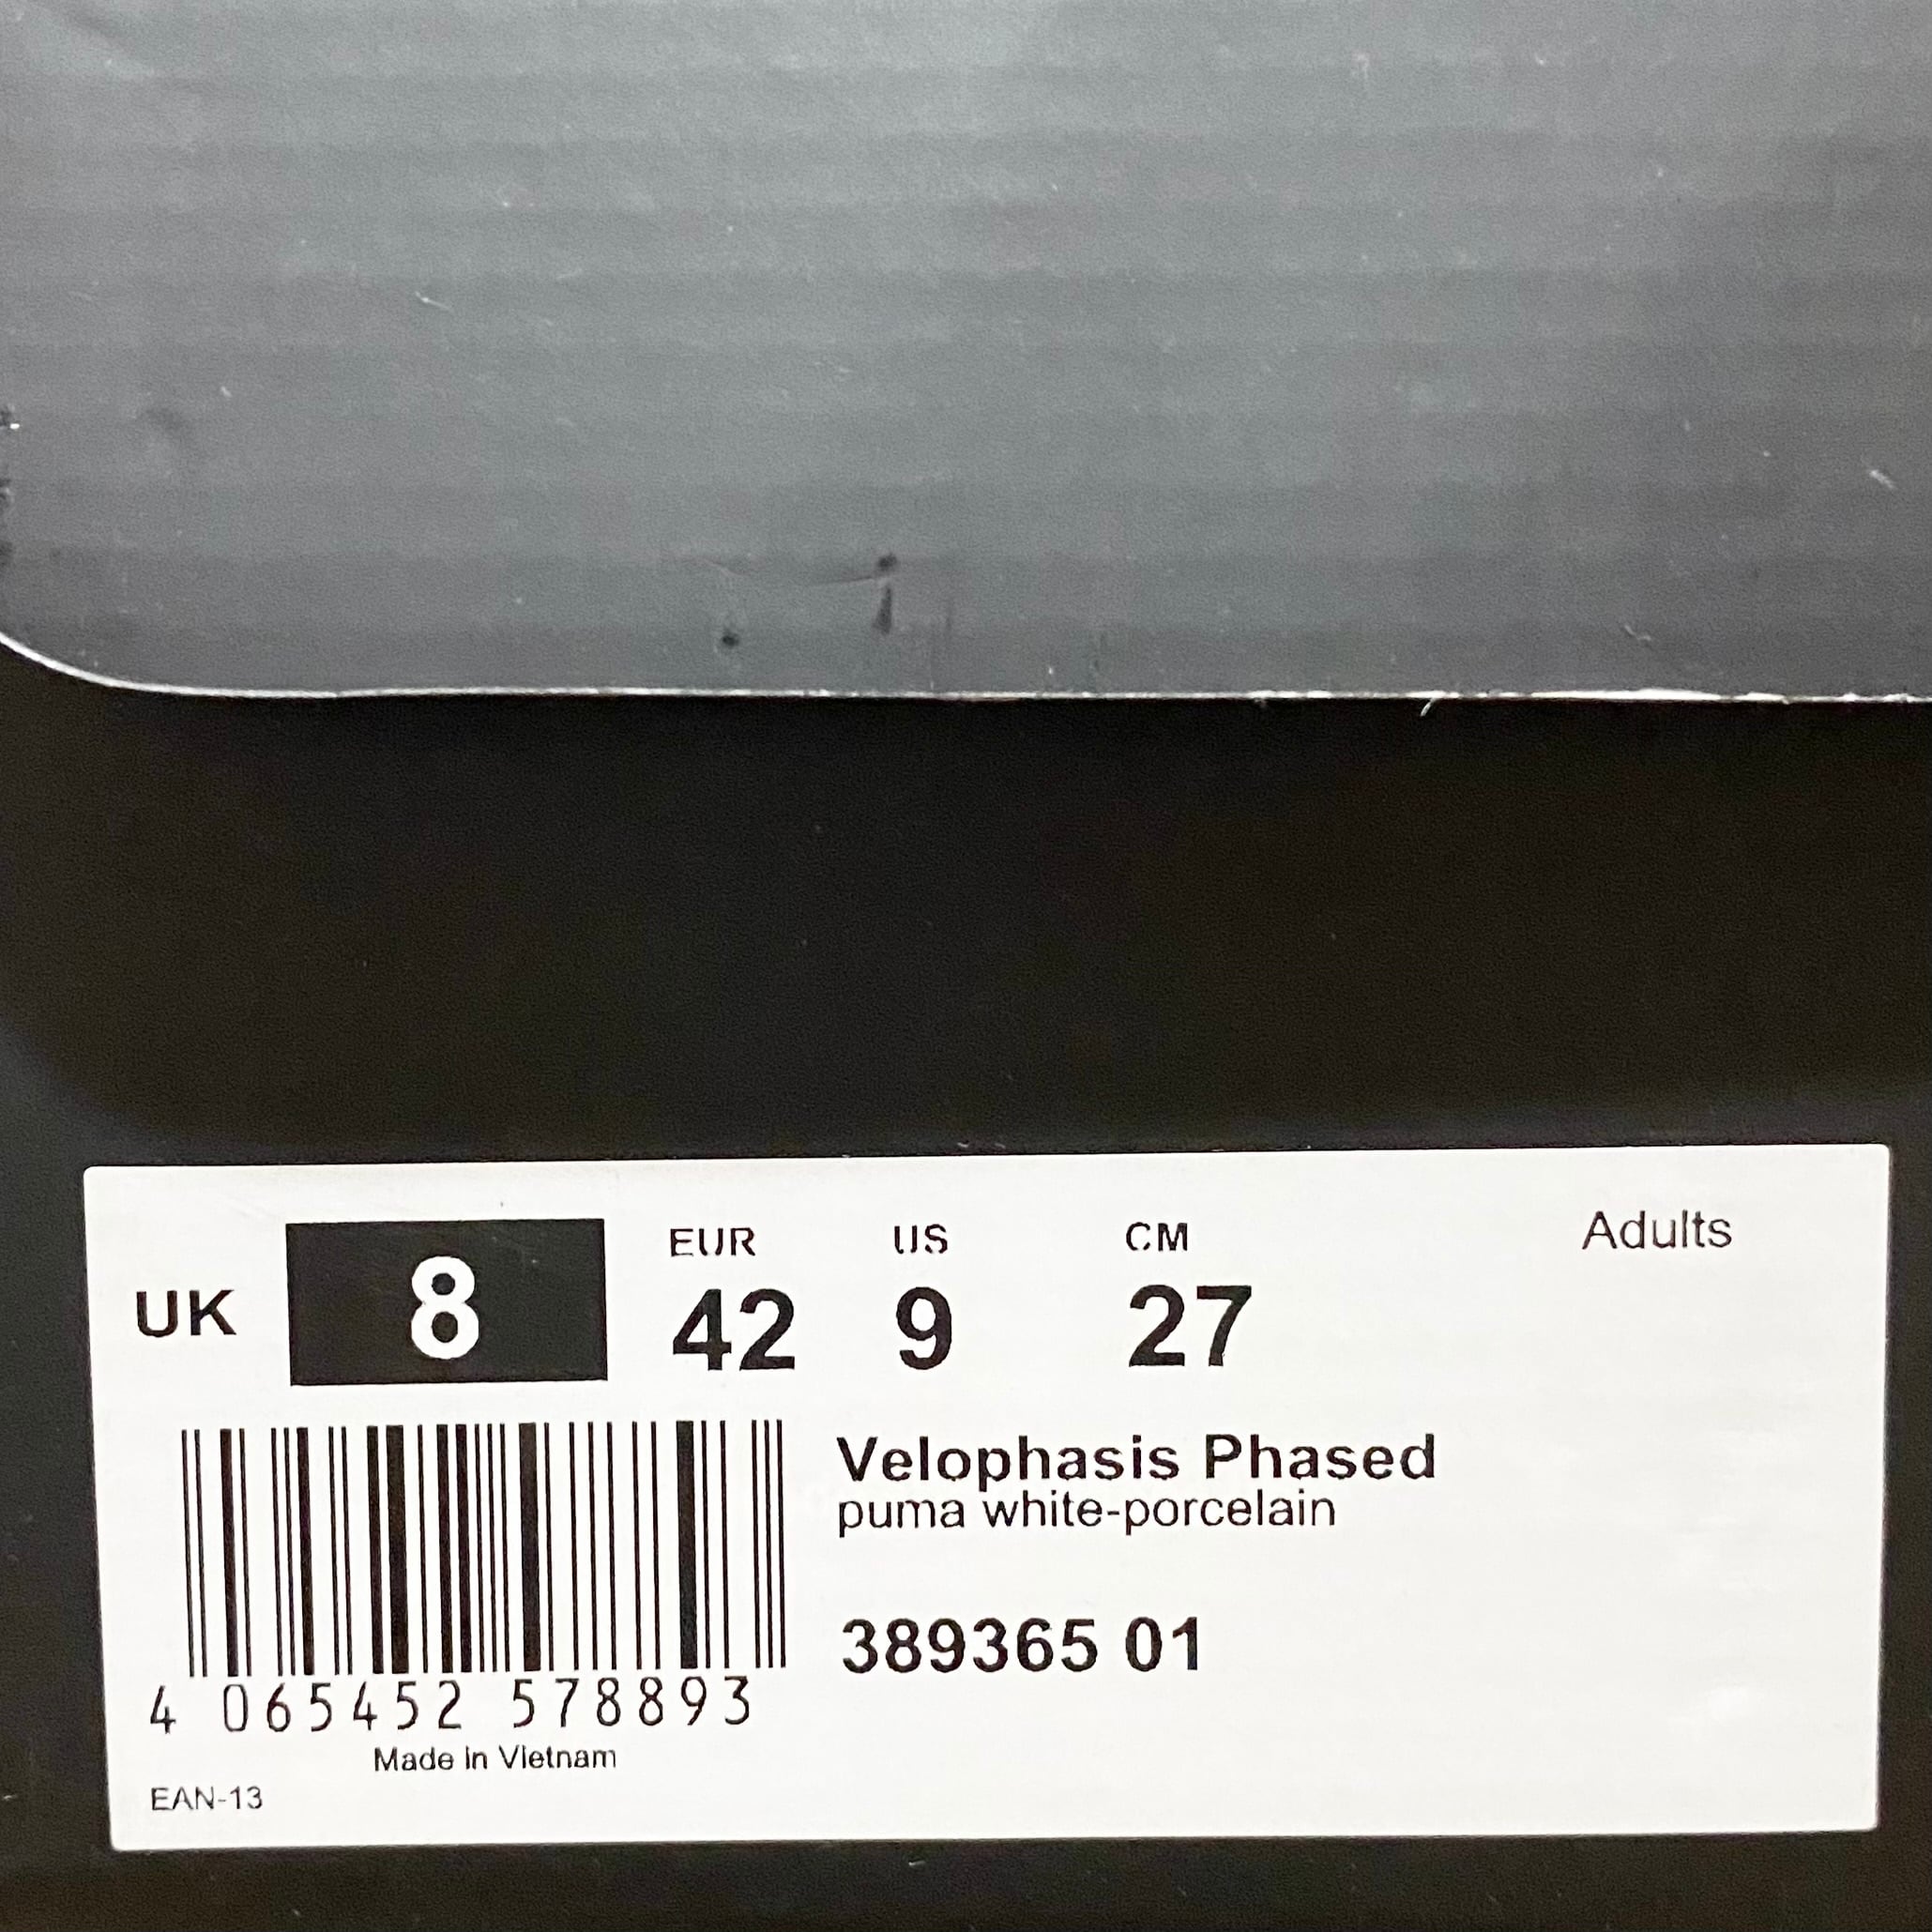 EUR US CM Adults
UK 8 42 9 27
Velophasis Phased
puma white-porcelain
389365 01
4 065452 578893
Made in Vietnam
EAN-13